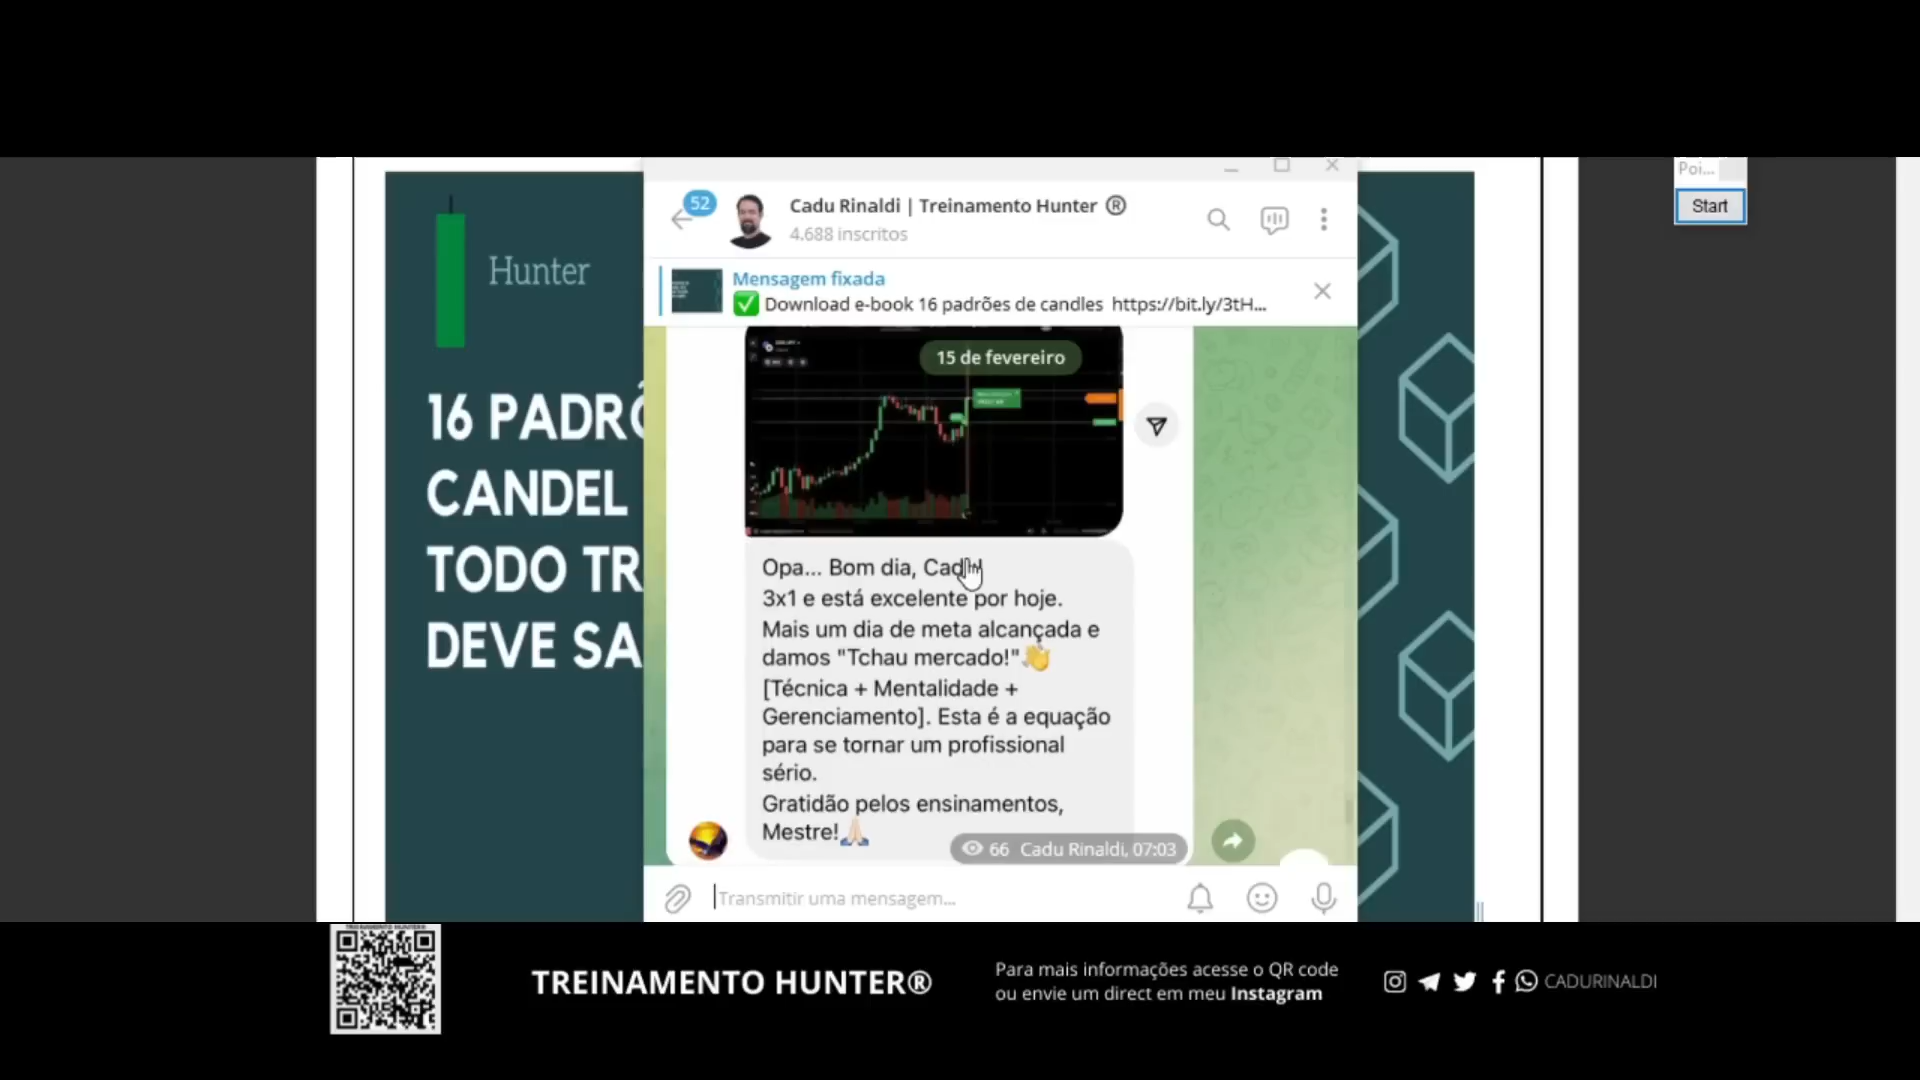 Poi...
Start
Hunter
16 PADRÕ
CANDEL
TODO TR
DEVE SA
52
Cadu Rinaldi | Treinamento Hunter ®
4.688 inscritos
Mensagem fixada
✅ Download e-book 16 padrões de candles https://bit.ly/3tH...
15 de fevereiro
Opa... Bom dia, Cadu!
3x1 e está excelente por hoje.
Mais um dia de meta alcançada e
damos "Tchau mercado!"👋
[Técnica + Mentalidade +
Gerenciamento]. Esta é a equação
para se tornar um profissional
sério.
Gratidão pelos ensinamentos,
Mestre!🙏🏻
66 Cadu Rinaldi, 07:03
Transmitir uma mensagem...
TREINAMENTO HUNTER®
Para mais informações acesse o QR code
ou envie um direct em meu Instagram
CADURINALDI